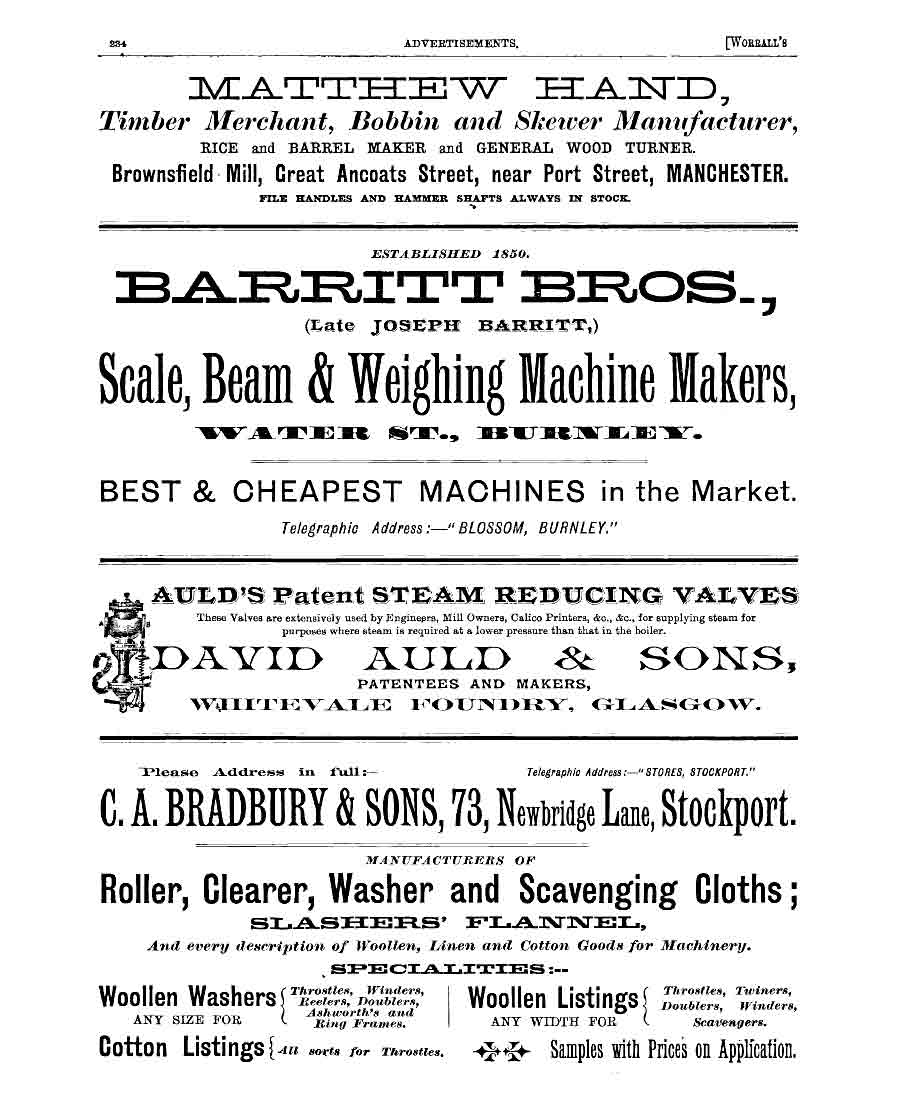 234 ADVERTISEMENTS. [WORRALL'S
MATTHEW HAND,
Timber Merchant, Bobbin and Skewer Manufacturer,
RICE and BARREL MAKER and GENERAL WOOD TURNER.
Brownsfield Mill, Great Ancoats Street, near Port Street, MANCHESTER.
FILE HANDLES AND HAMMER SHAFTS ALWAYS IN STOCK.
ESTABLISHED 1850.
BARRITT BROS.,
(Late JOSEPH BARRITT,)
Scale, Beam & Weighing Machine Makers,
WATER ST., BURNLEY.
BEST & CHEAPEST MACHINES in the Market.
Telegraphic Address:—"BLOSSOM, BURNLEY."
AULD'S Patent STEAM REDUCING VALVES
These Valves are extensively used by Engineers, Mill Owners, Calico Printers, &c., &c., for supplying steam for
purposes where steam is required at a lower pressure than that in the boiler.
DAVID AULD & SONS,
PATENTEES AND MAKERS,
WHITEVALE FOUNDRY, GLASGOW.
Please Address in full:— Telegraphic Address:—"STORES, STOCKPORT."
C. A. BRADBURY & SONS, 73, Newbridge Lane, Stockport.
MANUFACTURERS OF
Roller, Clearer, Washer and Scavenging Cloths;
SLASHERS' FLANNEL,
And every description of Woollen, Linen and Cotton Goods for Machinery.
SPECIALITIES:--
Woollen Washers
ANY SIZE FOR
{ Throstles, Winders,
Reelers, Doublers,
Ashworth's and
Ring Frames.
Woollen Listings
ANY WIDTH FOR
{ Throstles, Twiners,
Doublers, Winders,
Scavengers.
Cotton Listings { All sorts for Throstles.
Samples with Prices on Application.